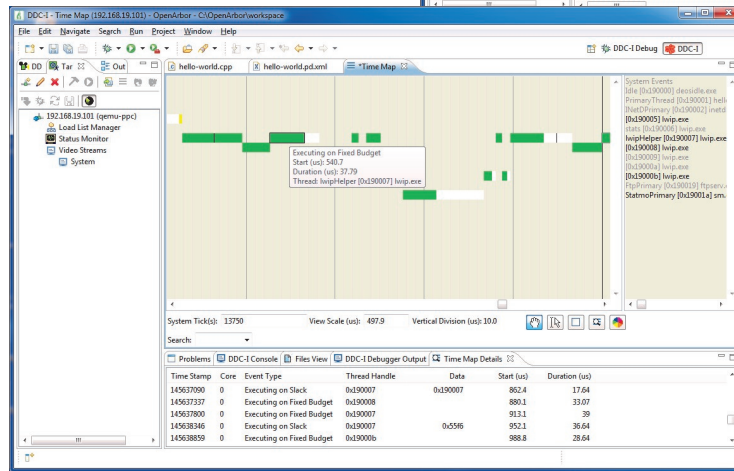 DDC-I - Time Map (192.168.19.101) - OpenArbor - C:\OpenArbor\workspace
File Edit Navigate Search Run Project Window Help
DDC-I Debug DDC-I
DD Tar Out
hello-world.cpp hello-world.pd.xml *Time Map
192.168.19.101 (qemu-ppc)
Load List Manager
Status Monitor
Video Streams
System
Executing on Fixed Budget
Start (us): 540.7
Duration (us): 37.79
Thread: lwipHelper [0x190007] lwip.exe
System Events
Idle [0x190000] deosidle.exe
PrimaryThread [0x190001] hell
INetDPrimary [0x190002] inetd
[0x190005] lwip.exe
stats [0x190006] lwip.exe
lwipHelper [0x190007] lwip.exe
[0x190008] lwip.exe
[0x190009] lwip.exe
[0x19000a] lwip.exe
[0x19000b] lwip.exe
FtpPrimary [0x190019] ftpserv.
StatmoPrimary [0x19001a] sm.
System Tick(s): 13750 View Scale (us): 497.9 Vertical Division (us): 10.0
Search:
Problems DDC-I Console Files View DDC-I Debugger Output Time Map Details
Time Stamp Core Event Type Thread Handle Data Start (us) Duration (us)
145637090 0 Executing on Slack 0x190007 0x190007 862.4 17.64
145637337 0 Executing on Fixed Budget 0x190008 880.1 33.07
145637800 0 Executing on Fixed Budget 0x190007 913.1 39
145638346 0 Executing on Slack 0x190007 0x55f6 952.1 36.64
145638859 0 Executing on Fixed Budget 0x19000b 988.8 28.64